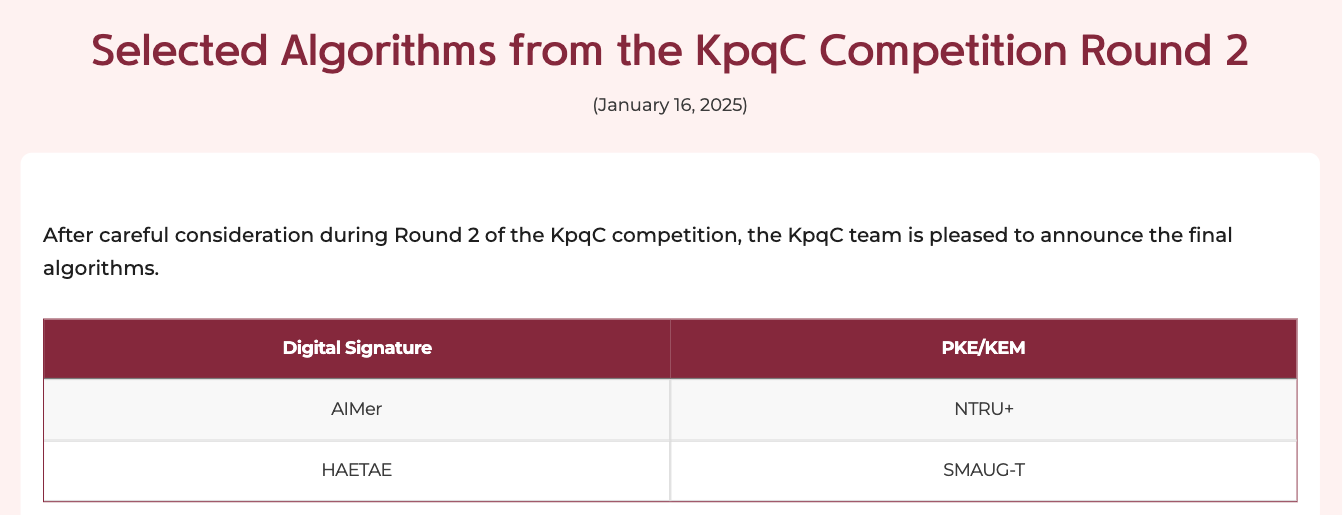 Selected Algorithms from the KpqC Competition Round 2
(January 16, 2025)
After careful consideration during Round 2 of the KpqC competition, the KpqC team is pleased to announce the final
algorithms.
Digital Signature PKE/KEM
AIMer NTRU+
HAETAE SMAUG-T